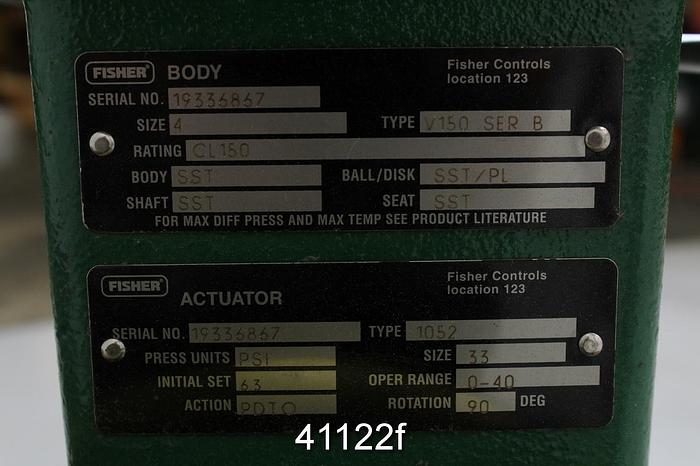 FISHER BODY Fisher Controls
location 123
SERIAL NO. 19336867
SIZE 4 TYPE V150 SER B
RATING CL150
BODY SST BALL/DISK SST/PL
SHAFT SST SEAT SST
FOR MAX DIFF PRESS AND MAX TEMP SEE PRODUCT LITERATURE
FISHER ACTUATOR Fisher Controls
location 123
SERIAL NO. 19336867 TYPE 1052
PRESS UNITS PSI SIZE 33
INITIAL SET 63 OPER RANGE 0-40
ACTION PDTO ROTATION 90 DEG
41122f